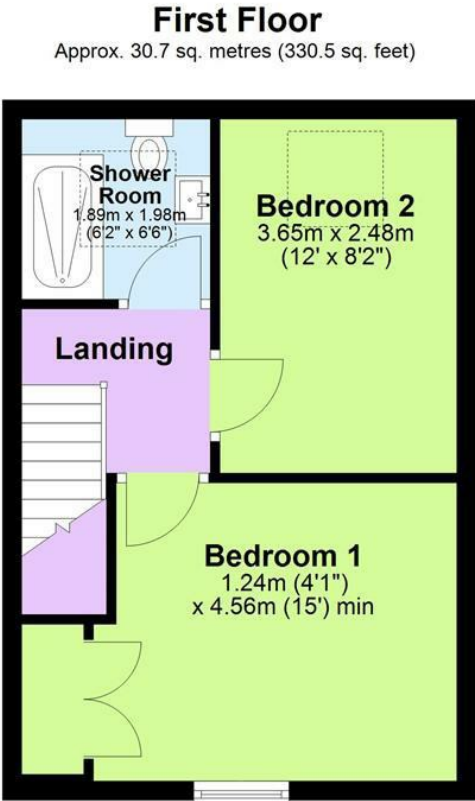 First Floor
Approx. 30.7 sq. metres (330.5 sq. feet)
Shower
Room
1.89m x 1.98m
(6'2" x 6'6")
Bedroom 2
3.65m x 2.48m
(12' x 8'2")
Landing
Bedroom 1
1.24m (4'1")
x 4.56m (15') min